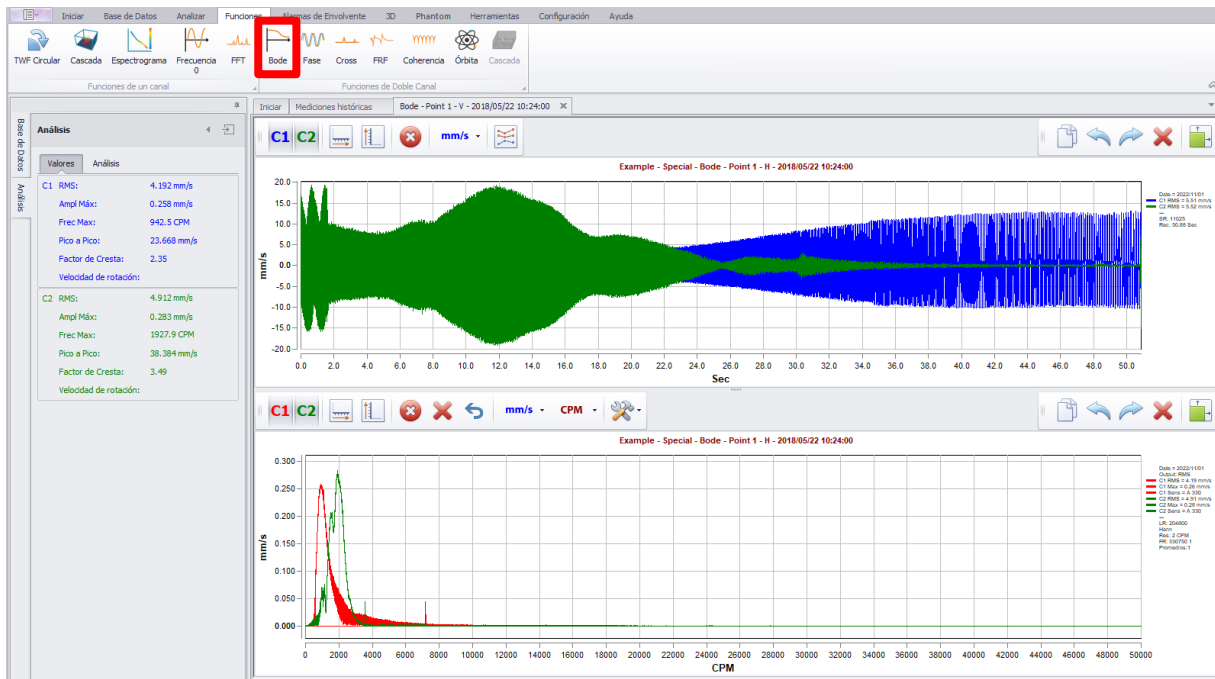 Iniciar Base de Datos Analizar Funciones Alarmas de Envolvente 3D Phantom Herramientas Configuración Ayuda
TWF Circular Cascada Espectrograma Frecuencia 0 FFT Bode Fase Cross FRF Coherencia Órbita Cascada
Funciones de un canal Funciones de Doble Canal
Iniciar Mediciones históricas Bode - Point 1 - V - 2018/05/22 10:24:00
Base de Datos
Análisis
Análisis
Valores Análisis
C1 RMS: 4.192 mm/s
Ampl Máx: 0.258 mm/s
Frec Max: 942.5 CPM
Pico a Pico: 23.668 mm/s
Factor de Cresta: 2.35
Velocidad de rotación:
C2 RMS: 4.912 mm/s
Ampl Máx: 0.283 mm/s
Frec Max: 1927.9 CPM
Pico a Pico: 38.384 mm/s
Factor de Cresta: 3.49
Velocidad de rotación:
C1 C2 mm/s
Example - Special - Bode - Point 1 - H - 2018/05/22 10:24:00
20.0
15.0
10.0
5.0
0.0
-5.0
-10.0
-15.0
-20.0
mm/s
0.0 2.0 4.0 6.0 8.0 10.0 12.0 14.0 16.0 18.0 20.0 22.0 24.0 26.0 28.0 30.0 32.0 34.0 36.0 38.0 40.0 42.0 44.0 46.0 48.0 50.0
Sec
Date = 2022/11/01
C1 RMS = 5.51 mm/s
C2 RMS = 5.52 mm/s
SR: 11025
Rec: 50.88 Sec
C1 C2 mm/s CPM
Example - Special - Bode - Point 1 - H - 2018/05/22 10:24:00
0.300
0.250
0.200
0.150
0.100
0.050
0.000
mm/s
0 2000 4000 6000 8000 10000 12000 14000 16000 18000 20000 22000 24000 26000 28000 30000 32000 34000 36000 38000 40000 42000 44000 46000 48000 50000
CPM
Date = 2022/11/01
Output: RMS
C1 RMS = 4.19 mm/s
C1 Max = 0.26 mm/s
C1 Sens = A 330
C2 RMS = 4.91 mm/s
C2 Max = 0.28 mm/s
C2 Sens = A 330
LR: 204800
Hann
Res: 2 CPM
FR: 330750 1
Promedios: 1